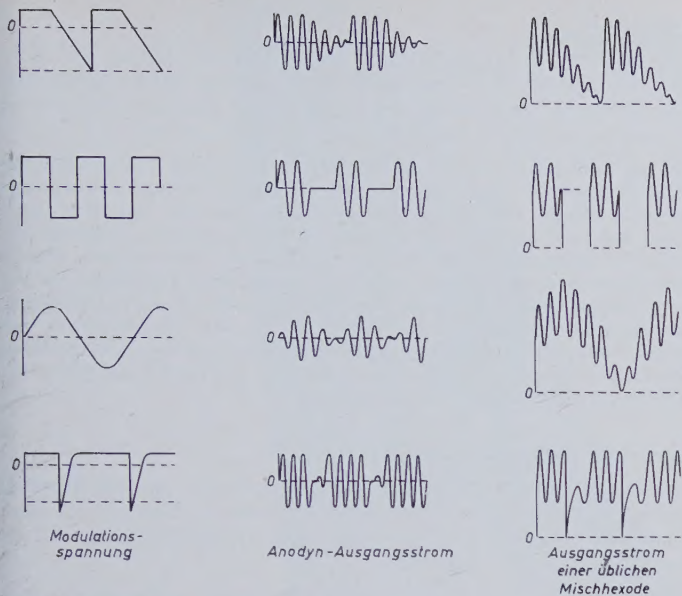 0
0
0
0
0
0
0
0
0
0
0
0
Modulations-
spannung
Anodyn-Ausgangsstrom
Ausgangsstrom
einer üblichen
Mischhexode